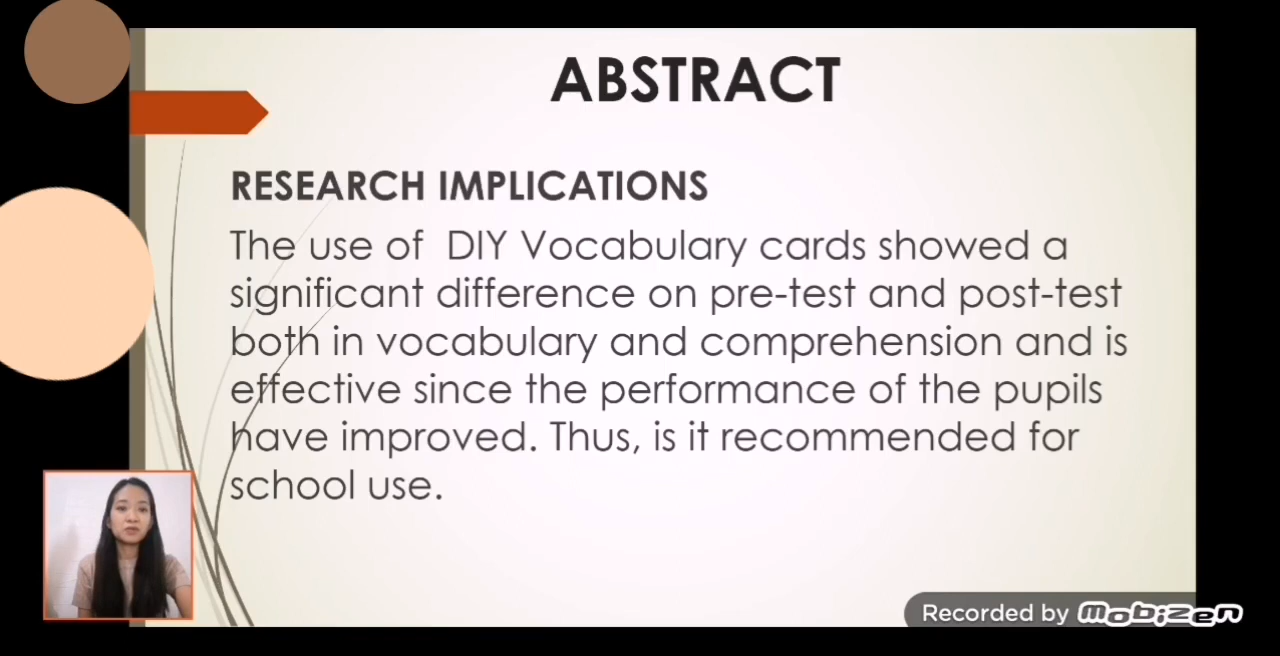 ABSTRACT
RESEARCH IMPLICATIONS
The use of  DIY Vocabulary cards showed a
significant difference on pre-test and post-test
both in vocabulary and comprehension and is
effective since the performance of the pupils
have improved. Thus, is it recommended for
school use.
Recorded by mobizen